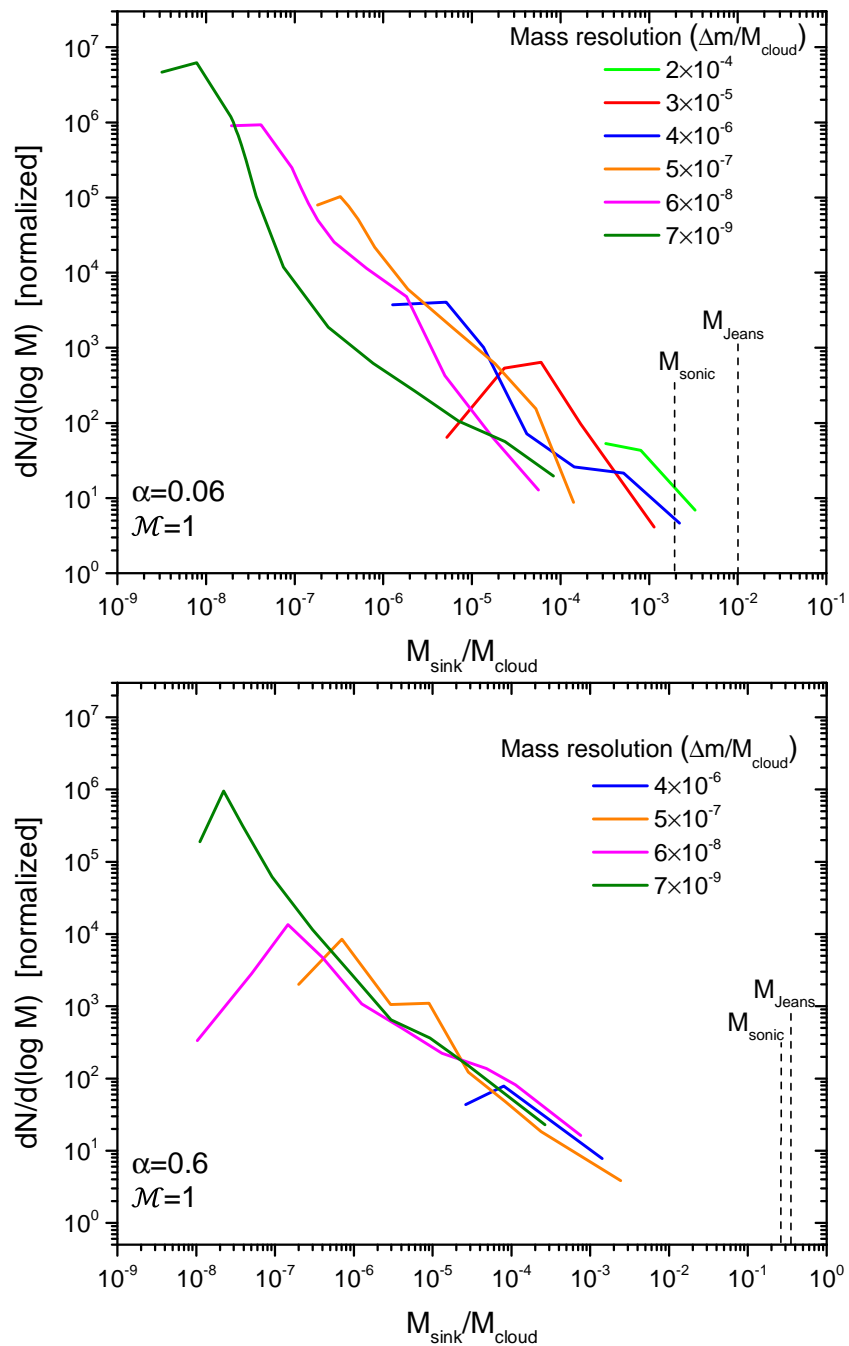 Mass resolution (Δm/M_cloud)
2×10^-4
3×10^-5
4×10^-6
5×10^-7
6×10^-8
7×10^-9
10^7
10^6
10^5
10^4
10^3
10^2
10^1
10^0
dN/d(log M) [normalized]
M_Jeans
M_sonic
α=0.06
ℳ=1
10^-9 10^-8 10^-7 10^-6 10^-5 10^-4 10^-3 10^-2 10^-1
M_sink/M_cloud
Mass resolution (Δm/M_cloud)
4×10^-6
5×10^-7
6×10^-8
7×10^-9
10^7
10^6
10^5
10^4
10^3
10^2
10^1
10^0
dN/d(log M) [normalized]
M_Jeans
M_sonic
α=0.6
ℳ=1
10^-9 10^-8 10^-7 10^-6 10^-5 10^-4 10^-3 10^-2 10^-1 10^0
M_sink/M_cloud